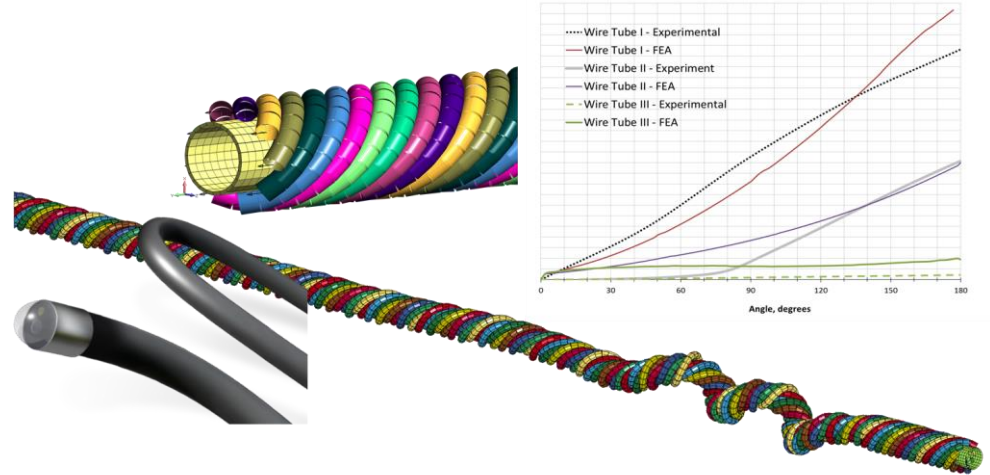 Wire Tube I - Experimental
Wire Tube I - FEA
Wire Tube II - Experiment
Wire Tube II - FEA
Wire Tube III - Experimental
Wire Tube III - FEA
0 30 60 90 120 150 180
Angle, degrees